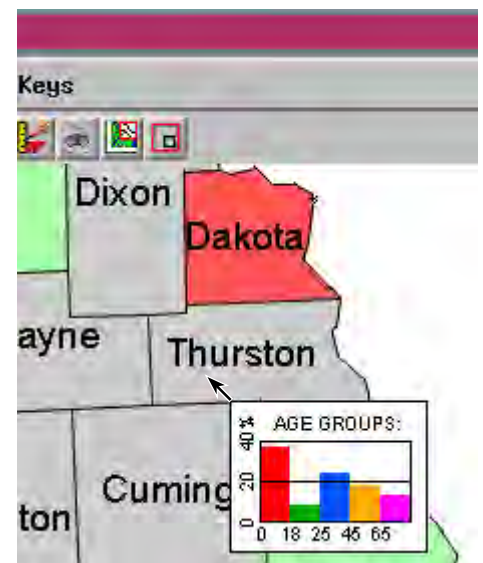 Keys
Dixon
Dakota
ayne
Thurston
% AGE GROUPS:
40
20
0
0 18 25 45 65
Cuming
ton